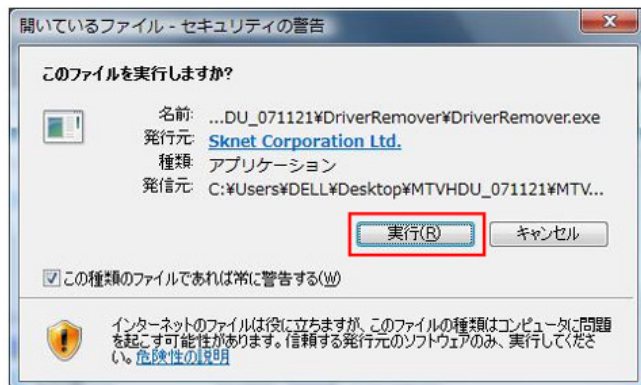 開いているファイル - セキュリティの警告
このファイルを実行しますか?
名前: ...DU_071121¥DriverRemover¥DriverRemover.exe
発行元: Sknet Corporation Ltd.
種類: アプリケーション
発信元: C:¥Users¥DELL¥Desktop¥MTVHDU_071121¥MTV...
実行(R) キャンセル
この種類のファイルであれば常に警告する(W)
インターネットのファイルは役に立ちますが、このファイルの種類はコンピュータに問題
を起こす可能性があります。信頼する発行元のソフトウェアのみ、実行してくださ
い。危険性の説明